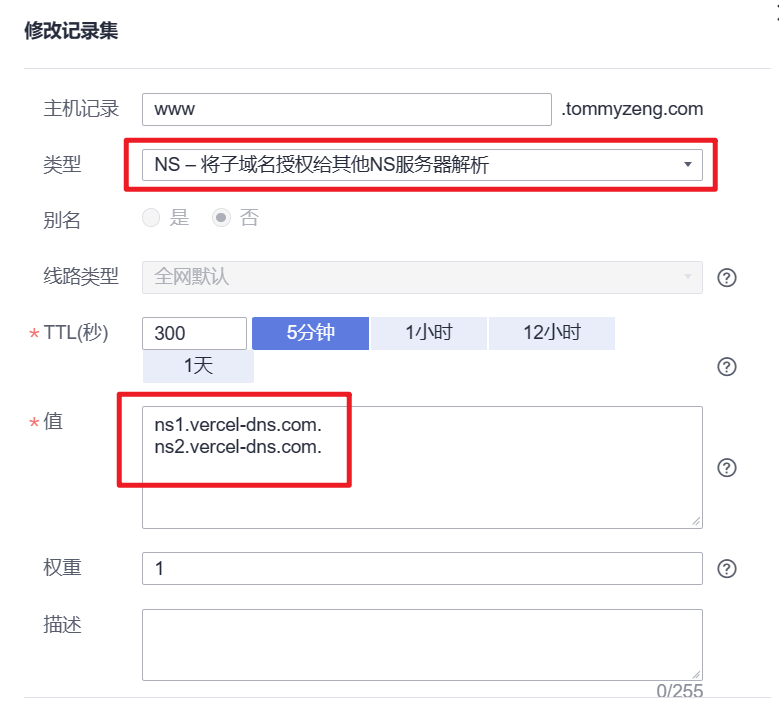 修改记录集
主机记录 www .tommyzeng.com
类型 NS – 将子域名授权给其他NS服务器解析
别名 是 否
线路类型 全网默认 ?
* TTL(秒) 300 5分钟 1小时 12小时
1天 ?
* 值 ns1.vercel-dns.com.
ns2.vercel-dns.com.
?
权重 1 ?
描述
0/255